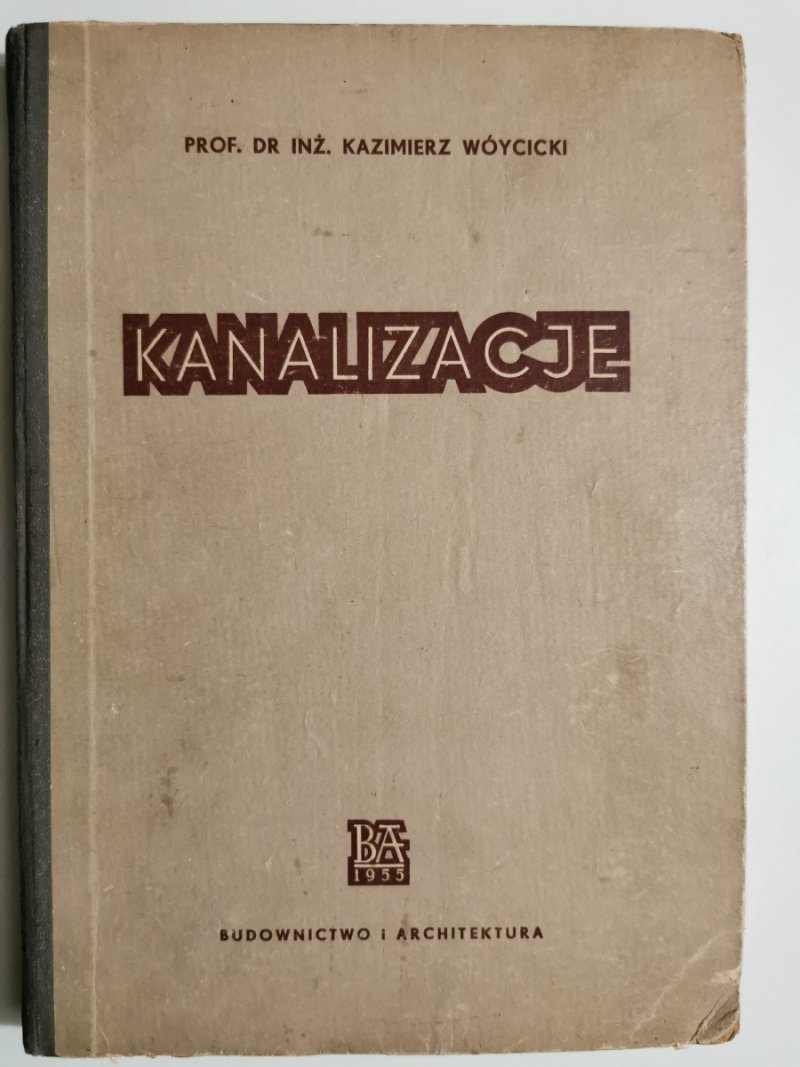 PROF. DR INŻ. KAZIMIERZ WÓYCICKI
KANALIZACJE
BA
1955
BUDOWNICTWO i ARCHITEKTURA